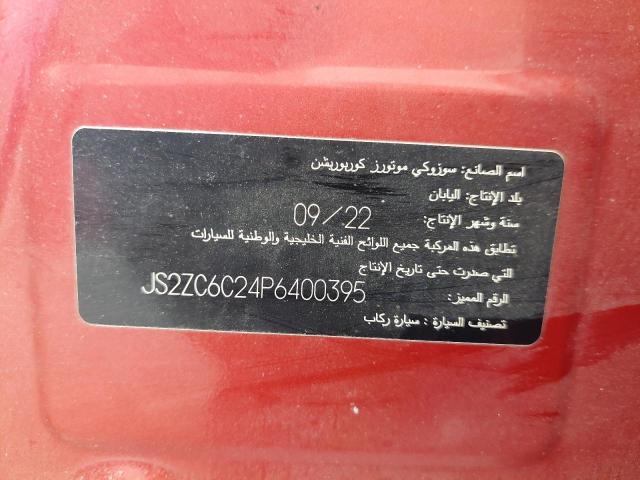 اسم الصانع: سوزوكي موتورز كوربوريشن
بلد الإنتاج: اليابان
سنة وشهر الإنتاج: 09/22
تطابق هذه المركبة جميع اللوائح الفنية الخليجية والوطنية للسيارات
التي صدرت حتى تاريخ الإنتاج
الرقم المميز: JS2ZC6C24P6400395
تصنيف السيارة : سيارة ركاب